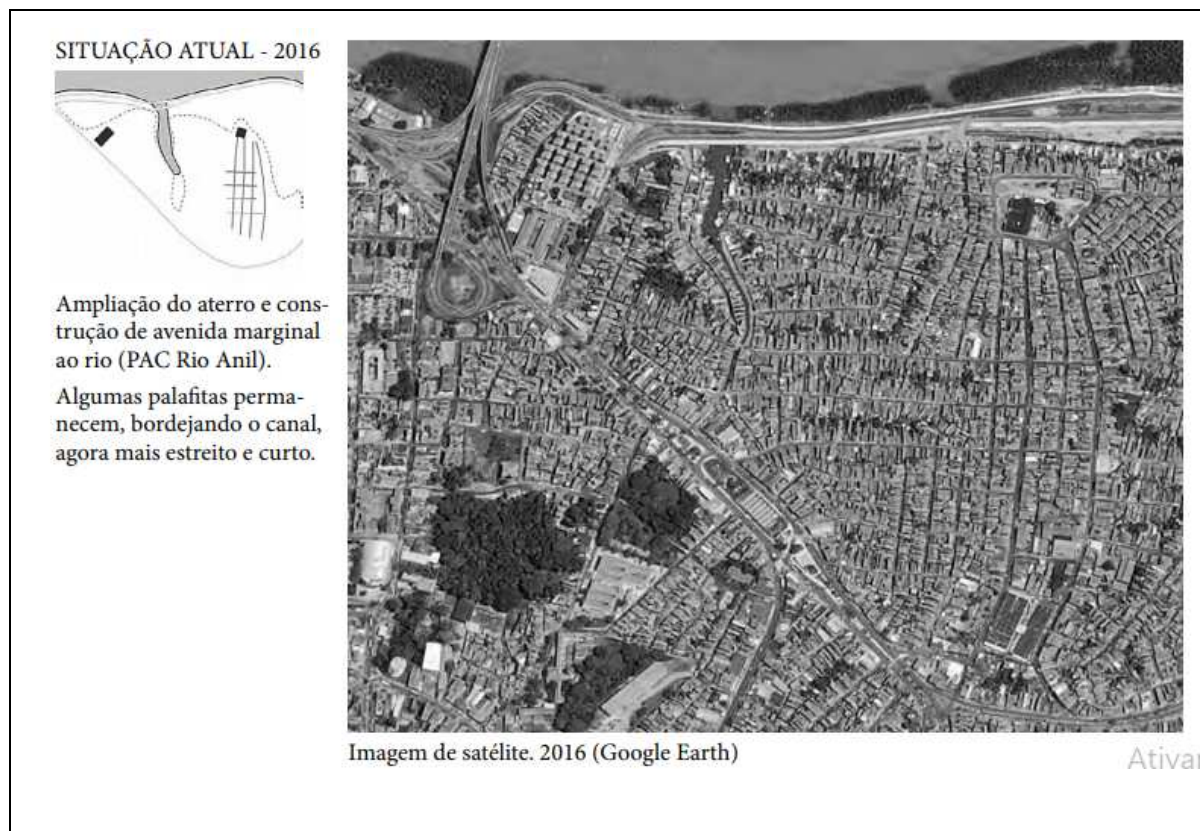 SITUAÇÃO ATUAL - 2016
Ampliação do aterro e cons-
trução de avenida marginal
ao rio (PAC Rio Anil).
Algumas palafitas perma-
necem, bordejando o canal,
agora mais estreito e curto.
Imagem de satélite. 2016 (Google Earth)
Ativar